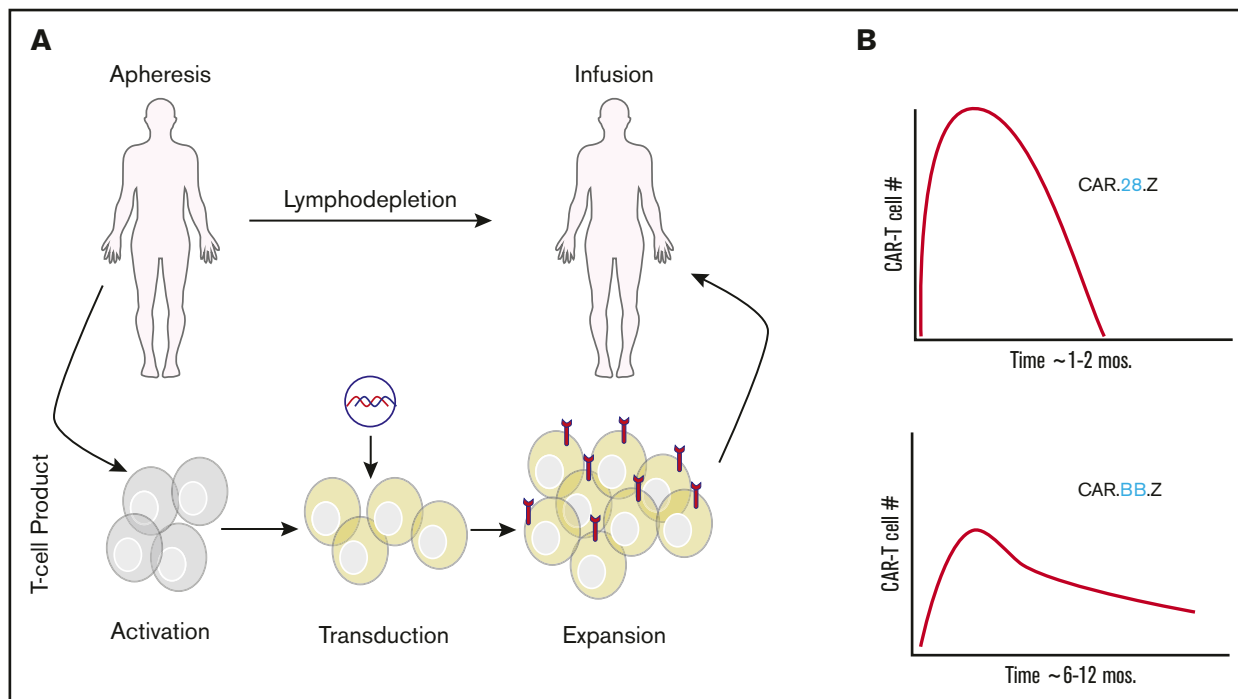 A
Apheresis
Infusion
Lymphodepletion
T-cell Product
Activation
Transduction
Expansion
B
CAR-T cell #
CAR.28.Z
Time ~1-2 mos.
CAR-T cell #
CAR.BB.Z
Time ~6-12 mos.